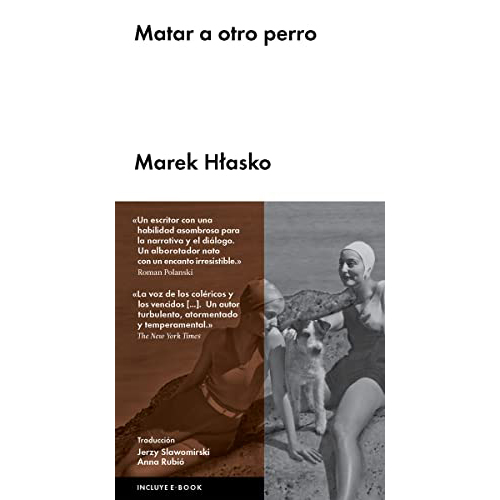 Matar a otro perro
Marek Hłasko
«Un escritor con una
habilidad asombrosa para
la narrativa y el diálogo.
Un alborotador nato
con un encanto irresistible.»
Roman Polanski
«La voz de los coléricos y
los vencidos [...]. Un autor
turbulento, atormentado
y temperamental.»
The New York Times
Traducción
Jerzy Slawomirski
Anna Rubió
INCLUYE E-BOOK